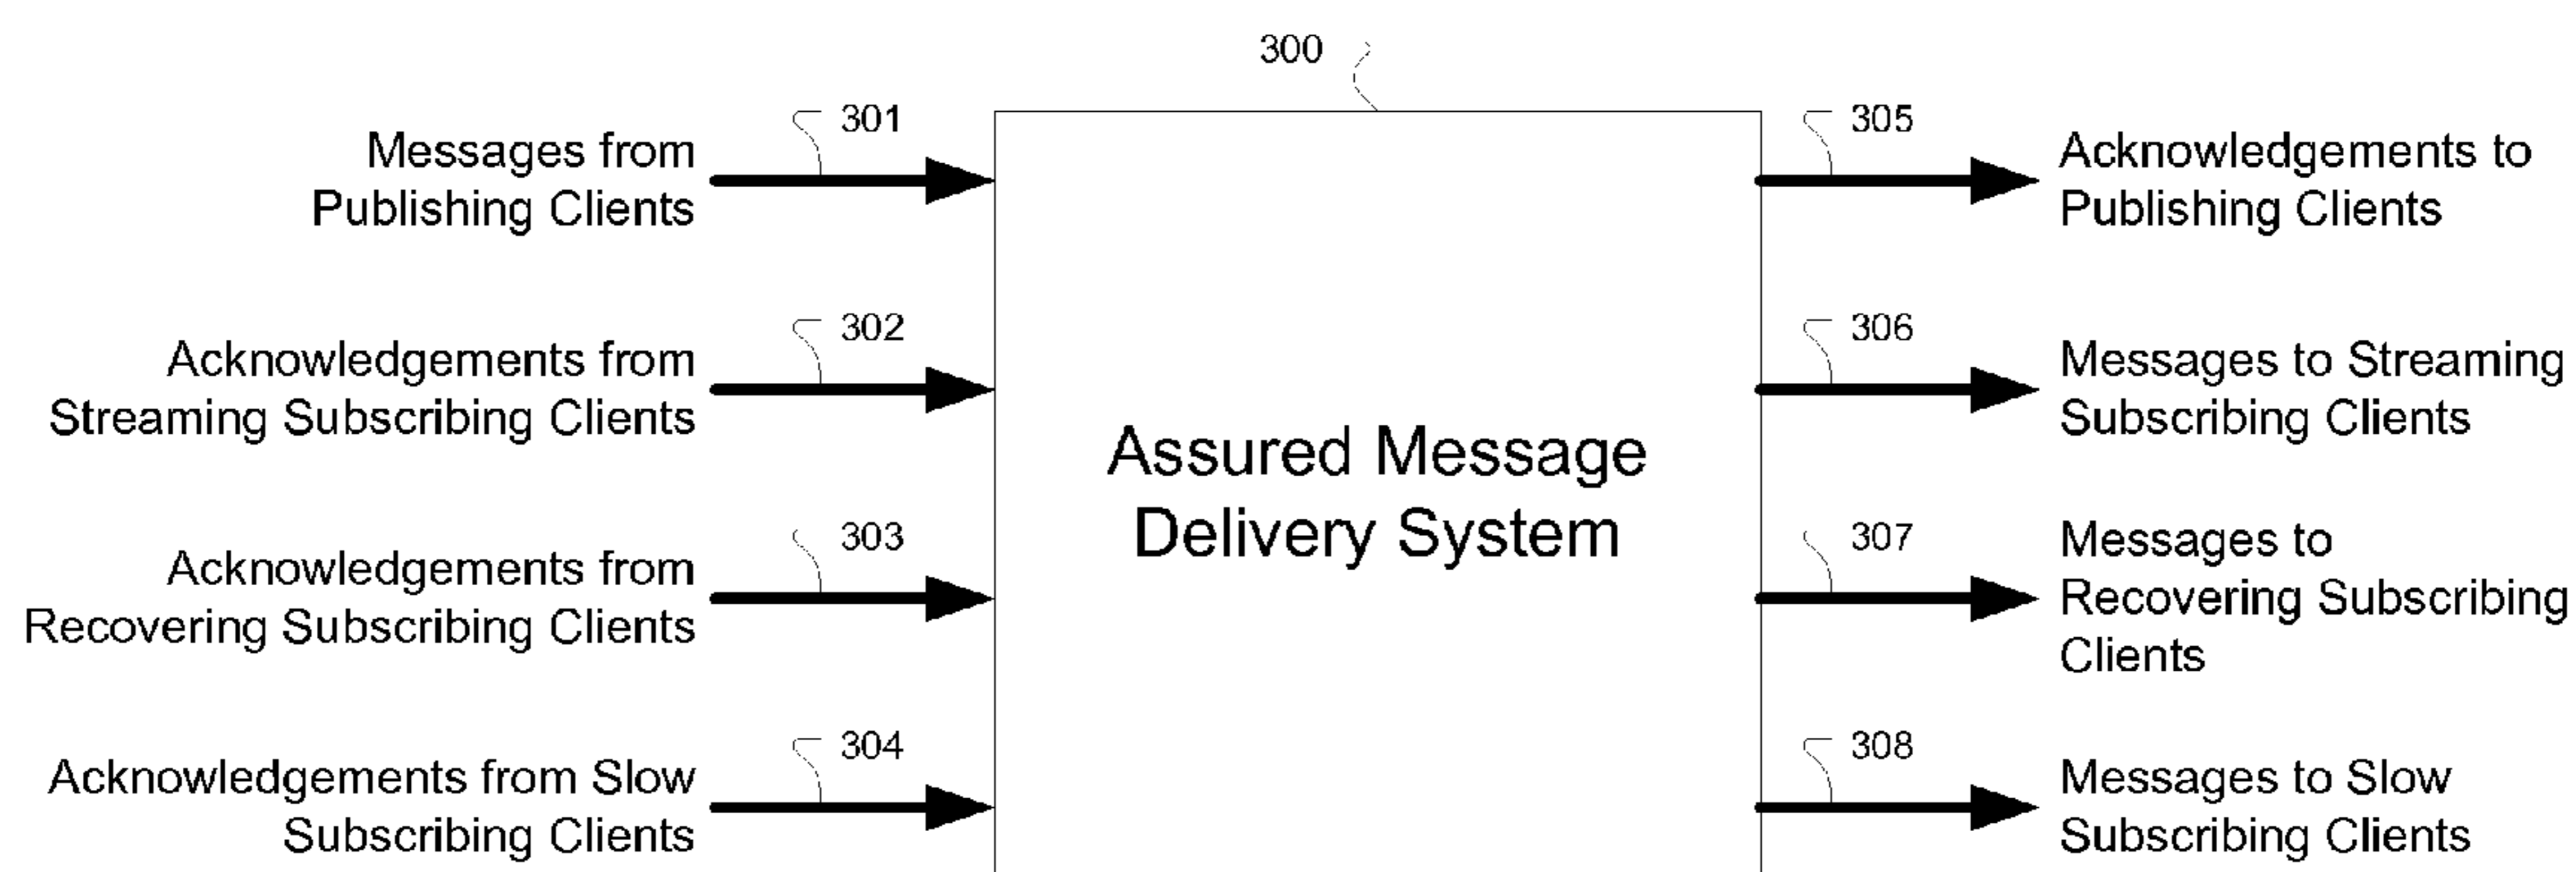 300
301
Messages from
Publishing Clients
302
Acknowledgements from
Streaming Subscribing Clients
303
Acknowledgements from
Recovering Subscribing Clients
304
Acknowledgements from Slow
Subscribing Clients
Assured Message
Delivery System
305
Acknowledgements to
Publishing Clients
306
Messages to Streaming
Subscribing Clients
307
Messages to
Recovering Subscribing
Clients
308
Messages to Slow
Subscribing Clients